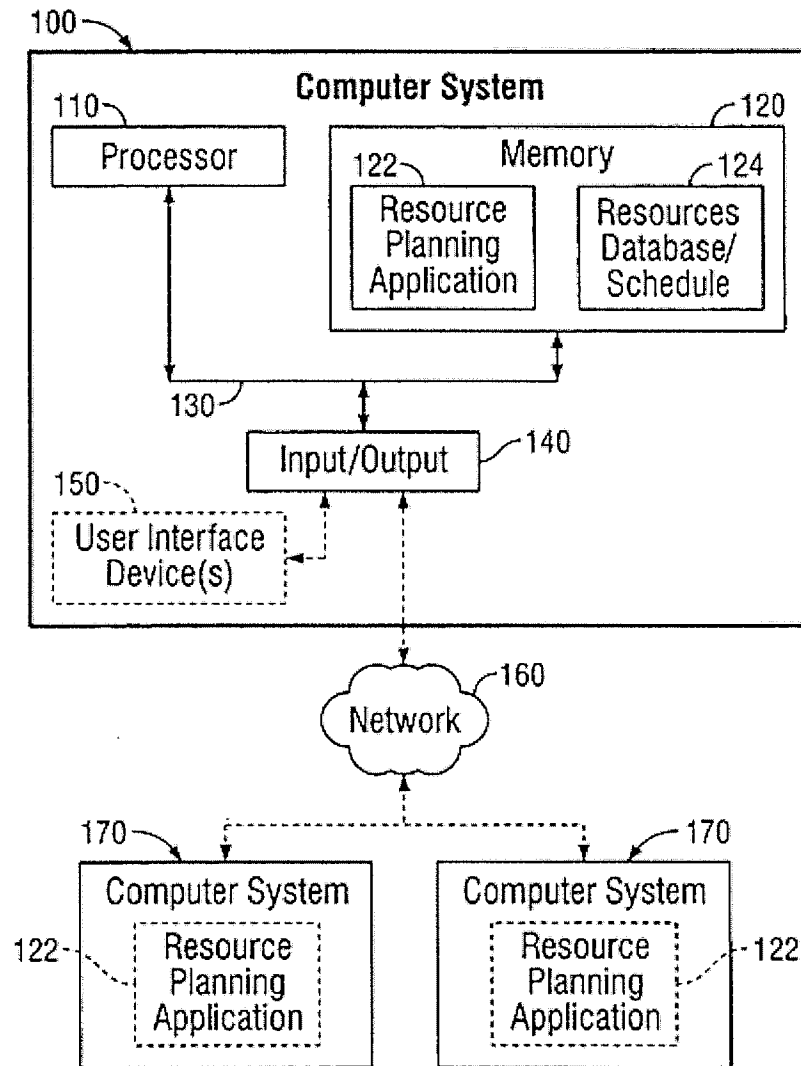 100
Computer System
110
Processor
120
Memory
122
Resource
Planning
Application
124
Resources
Database/
Schedule
130
Input/Output
140
150
User Interface
Device(s)
160
Network
170
Computer System
122
Resource
Planning
Application
170
Computer System
Resource
Planning
Application
122